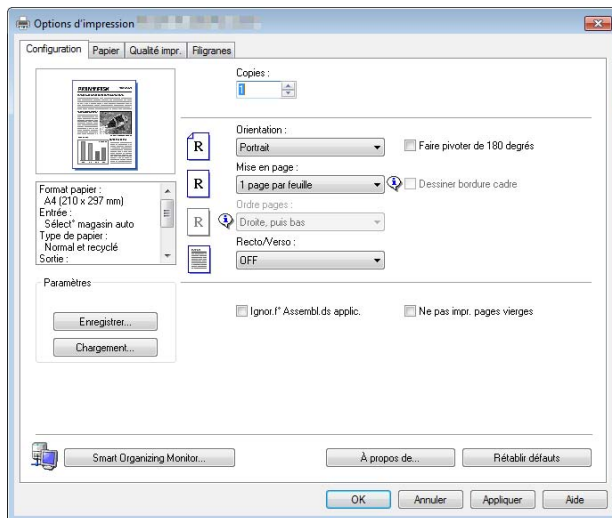 Options d'impression
Configuration
Papier
Qualité impr.
Filigranes
Copies :
1
Orientation :
R
Portrait
Faire pivoter de 180 degrés
Mise en page :
R
1 page par feuille
Dessiner bordure cadre
Ordre pages :
R
Droite, puis bas
Recto/Verso :
OFF
Format papier :
A4 (210 x 297 mm)
Entrée :
Sélect° magasin auto
Type de papier :
Normal et recyclé
Sortie :
Paramètres
Enregistrer...
Chargement...
Ignor.f° Assembl.ds applic.
Ne pas impr. pages vierges
Smart Organizing Monitor...
À propos de...
Rétablir défauts
OK
Annuler
Appliquer
Aide